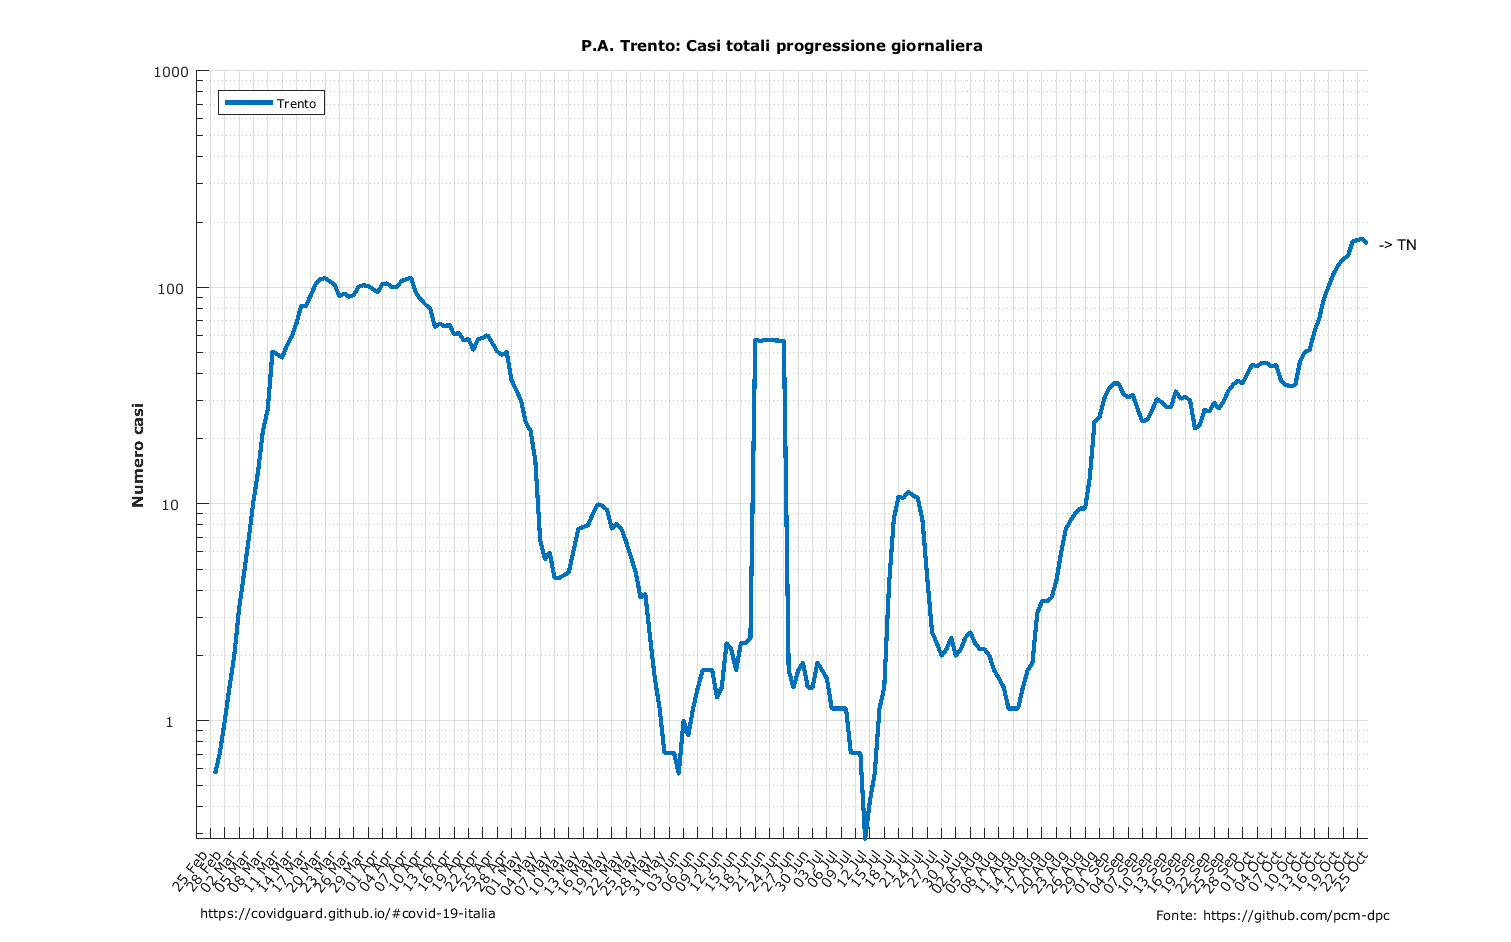 P.A. Trento: Casi totali progressione giornaliera
Trento
1000
100
10
1
Numero casi
-> TN
25 Feb
28 Feb
02 Mar
05 Mar
08 Mar
11 Mar
14 Mar
17 Mar
20 Mar
23 Mar
26 Mar
29 Mar
01 Apr
04 Apr
07 Apr
10 Apr
13 Apr
16 Apr
19 Apr
22 Apr
25 Apr
28 Apr
01 May
04 May
07 May
10 May
13 May
16 May
19 May
22 May
25 May
28 May
31 May
03 Jun
06 Jun
09 Jun
12 Jun
15 Jun
18 Jun
21 Jun
24 Jun
27 Jun
30 Jun
03 Jul
06 Jul
09 Jul
12 Jul
15 Jul
18 Jul
21 Jul
24 Jul
27 Jul
30 Jul
02 Aug
05 Aug
08 Aug
11 Aug
14 Aug
17 Aug
20 Aug
23 Aug
26 Aug
29 Aug
01 Sep
04 Sep
07 Sep
10 Sep
13 Sep
16 Sep
19 Sep
22 Sep
25 Sep
28 Sep
01 Oct
04 Oct
07 Oct
10 Oct
13 Oct
16 Oct
19 Oct
22 Oct
25 Oct
https://covidguard.github.io/#covid-19-italia
Fonte: https://github.com/pcm-dpc